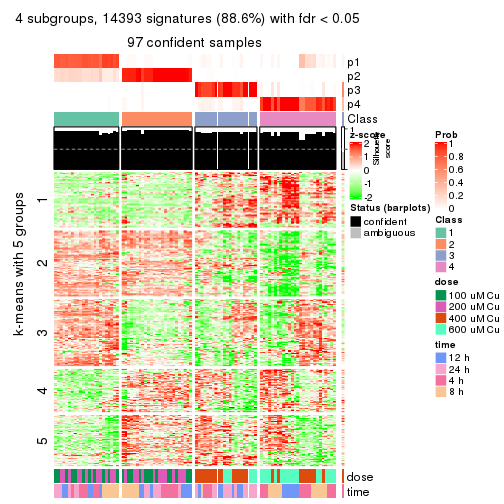 4 subgroups, 14393 signatures (88.6%) with fdr < 0.05
97 confident samples
p1
p2
p3
p4
Class
1
Silhouette
score
k-means with 5 groups
1
2
3
4
5
dose
time
z-score
2
1
0
-1
-2
Status (barplots)
confident
ambiguous
Prob
1
0.8
0.6
0.4
0.2
0
Class
1
2
3
4
dose
100 uM Cu
200 uM Cu
400 uM Cu
600 uM Cu
time
12 h
24 h
4 h
8 h